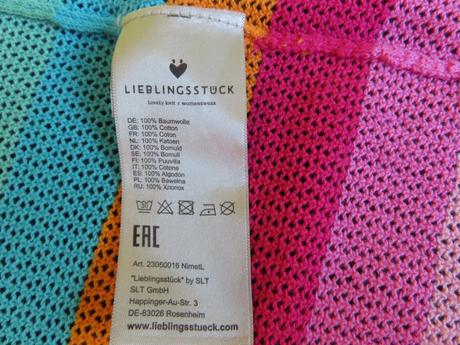 LIEBLINGSSTÜCK
lovely knit x womenswear
DE: 100% Baumwolle
GB: 100% Cotton
FR: 100% Coton
NL: 100% Katoen
DK: 100% Bomuld
SE: 100% Bomull
FI: 100% Puuvilla
IT: 100% Cotone
ES: 100% Algodón
PL: 100% Bawełna
RU: 100% Хлопок
30
EAC
Art. 23050016 NimetL
"Lieblingsstück" by SLT
SLT GmbH
Happinger-Au-Str. 3
DE-83026 Rosenheim
www.lieblingsstueck.com